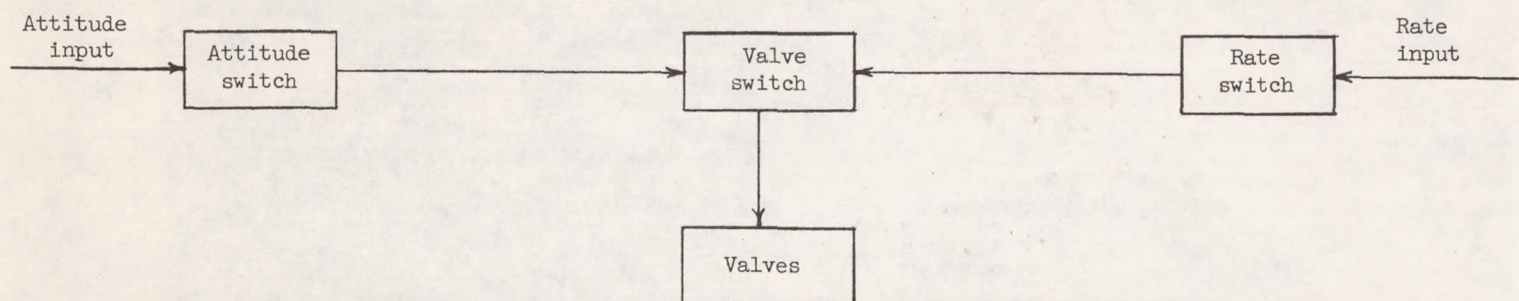 Attitude
input
Attitude
switch
Valve
switch
Rate
switch
Rate
input
Valves